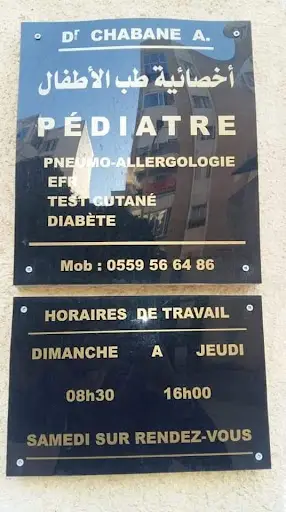 Dr CHABANE A.
أخصائية طب الأطفال
PÉDIATRE
PNEUMO-ALLERGOLOGIE
EFR
TEST CUTANÉ
DIABÈTE
Mob : 0559 56 64 86
HORAIRES DE TRAVAIL
DIMANCHE A JEUDI
08h30 16h00
SAMEDI SUR RENDEZ-VOUS